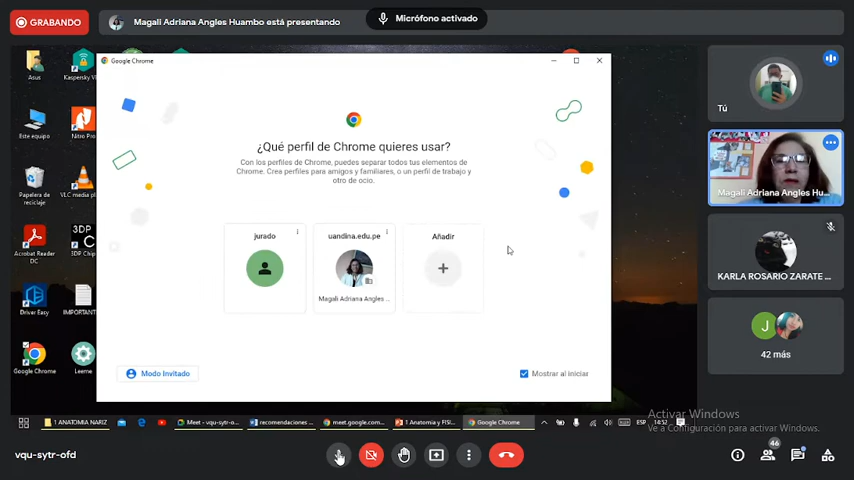 GRABANDO
Magali Adriana Angles Huambo está presentando
Micrófono activado
Google Chrome
¿Qué perfil de Chrome quieres usar?
Con los perfiles de Chrome, puedes separar todos tus elementos de
Chrome. Crea perfiles para amigos y familiares, o un perfil de trabajo y
otro de ocio.
jurado
uandina.edu.pe
Magali Adriana Angles ...
Añadir
Modo Invitado
Mostrar al iniciar
Asus
Kaspersky
Este equipo
Nitro Pro
Papelera de
reciclaje
VLC media
Acrobat Reader
DC
3DP Chip
Driver Easy
IMPORTANT
Google Chrome
Leeme
Tú
Magali Adriana Angles Hu...
KARLA ROSARIO ZARATE ...
J
42 más
Activar Windows
Ve a Configuración para activar Windows.
1 ANATOMIA NARIZ
Meet - vqu-sytr-o...
recomendaciones ...
meet.google.com...
1 Anatomia y FISI...
Google Chrome
ESP
14:52
vqu-sytr-ofd
46